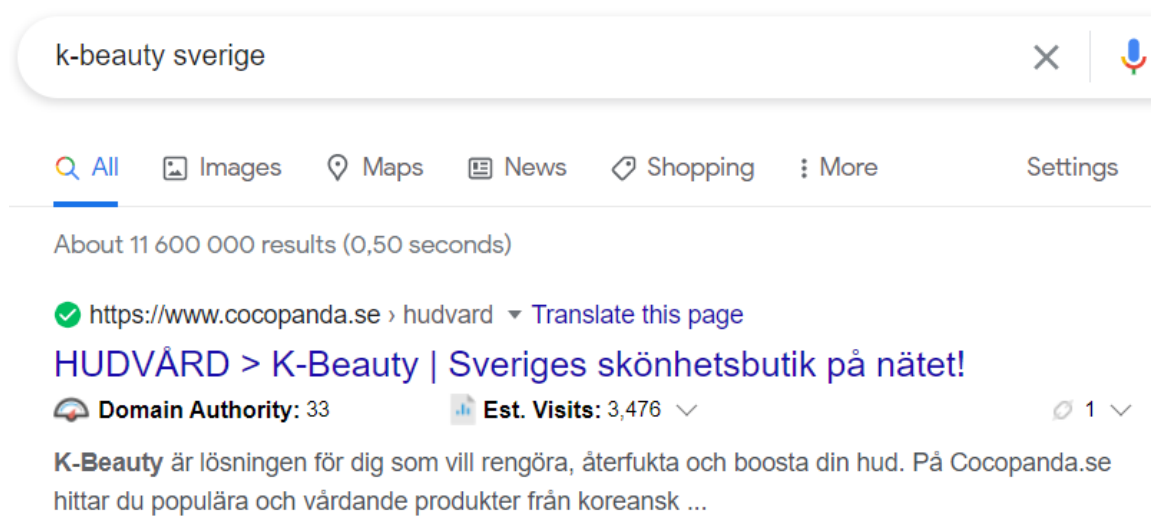 k-beauty sverige
All Images Maps News Shopping More Settings
About 11 600 000 results (0,50 seconds)
https://www.cocopanda.se › hudvard Translate this page
HUDVÅRD > K-Beauty | Sveriges skönhetsbutik på nätet!
Domain Authority: 33 Est. Visits: 3,476 1
K-Beauty är lösningen för dig som vill rengöra, återfukta och boosta din hud. På Cocopanda.se
hittar du populära och vårdande produkter från koreansk ...